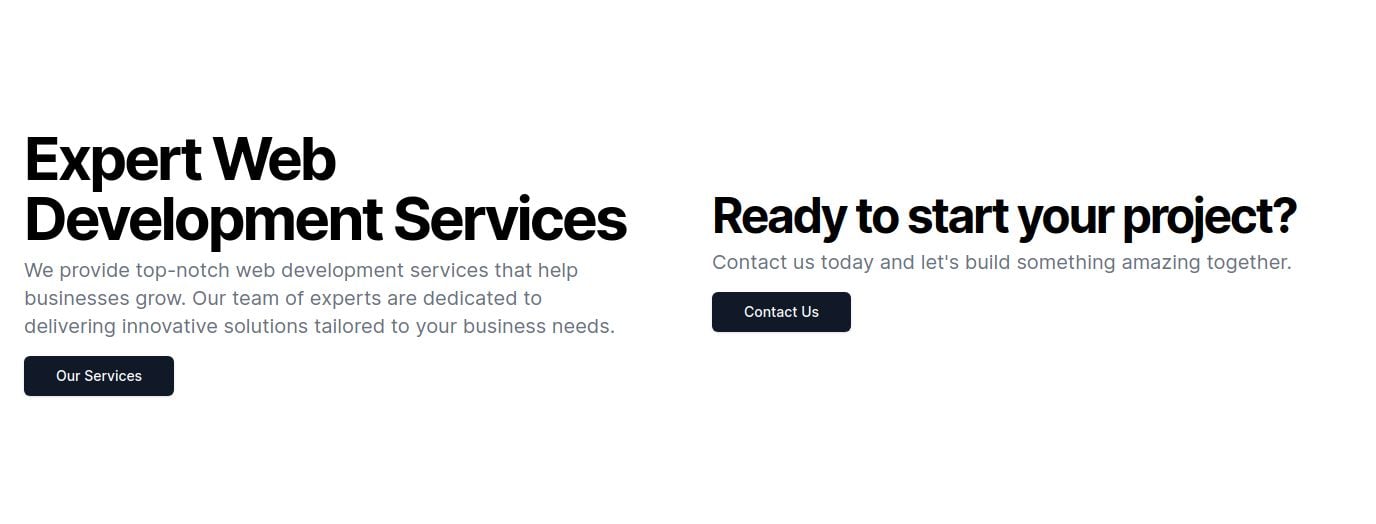 Expert Web
Development Services
We provide top-notch web development services that help
businesses grow. Our team of experts are dedicated to
delivering innovative solutions tailored to your business needs.
Our Services
Ready to start your project?
Contact us today and let's build something amazing together.
Contact Us